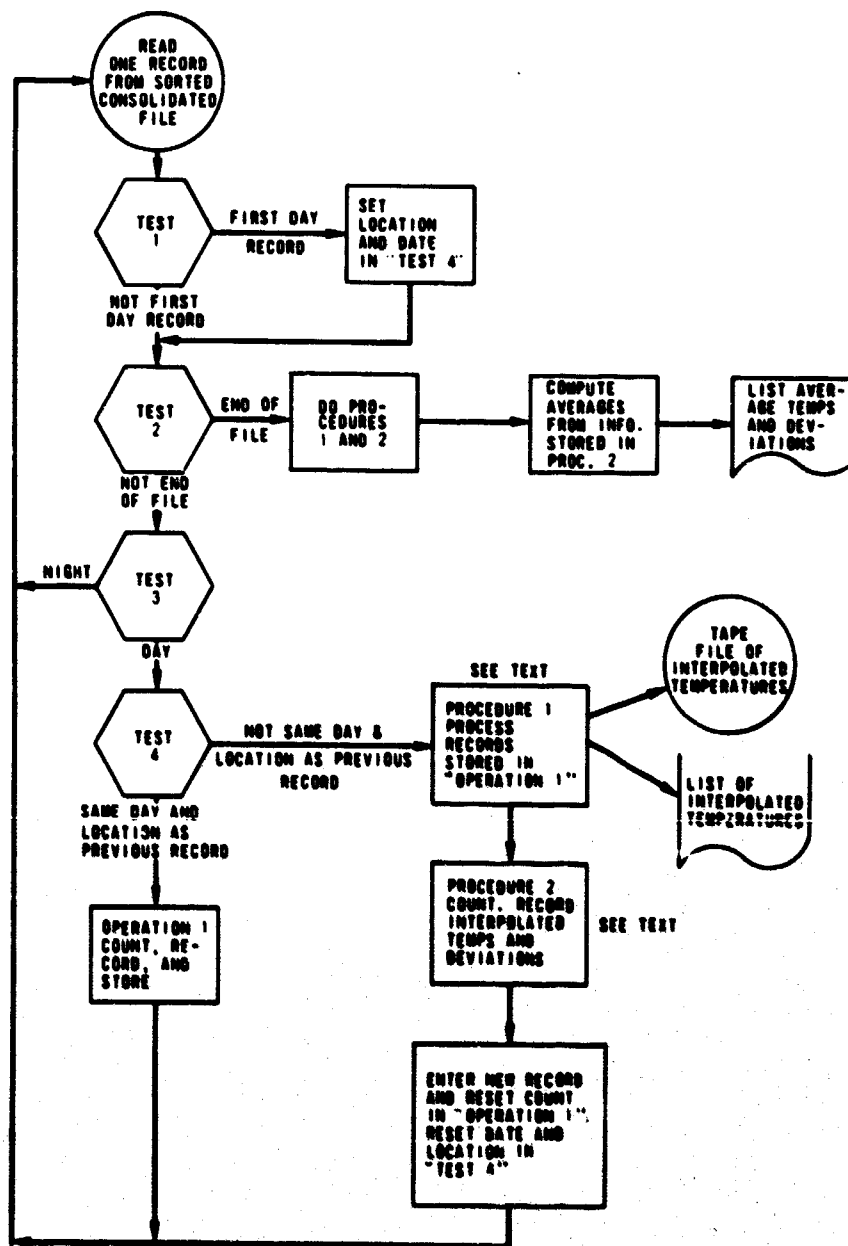 READ
ONE RECORD
FROM SORTED
CONSOLIDATED
FILE
TEST
1
FIRST DAY
RECORD
SET
LOCATION
AND DATE
IN "TEST 4"
NOT FIRST
DAY RECORD
TEST
2
END OF
FILE
DO PRO-
CEDURES
1 AND 2
COMPUTE
AVERAGES
FROM INFO.
STORED IN
PROC. 2
LIST AVER-
AGE TEMPS
AND DEV-
IATIONS
NOT END
OF FILE
TEST
3
NIGHT
DAY
TEST
4
NOT SAME DAY &
LOCATION AS PREVIOUS
RECORD
SEE TEXT
PROCEDURE 1
PROCESS
RECORDS
STORED IN
"OPERATION 1"
TAPE
FILE OF
INTERPOLATED
TEMPERATURES
LIST OF
INTERPOLATED
TEMPERATURES
SAME DAY AND
LOCATION AS
PREVIOUS RECORD
OPERATION 1
COUNT, RE-
CORD, AND
STORE
PROCEDURE 2
COUNT, RECORD
INTERPOLATED
TEMPS AND
DEVIATIONS
SEE TEXT
ENTER NEW RECORD
AND RESET COUNT
IN "OPERATION 1".
RESET DATE AND
LOCATION IN
"TEST 4"